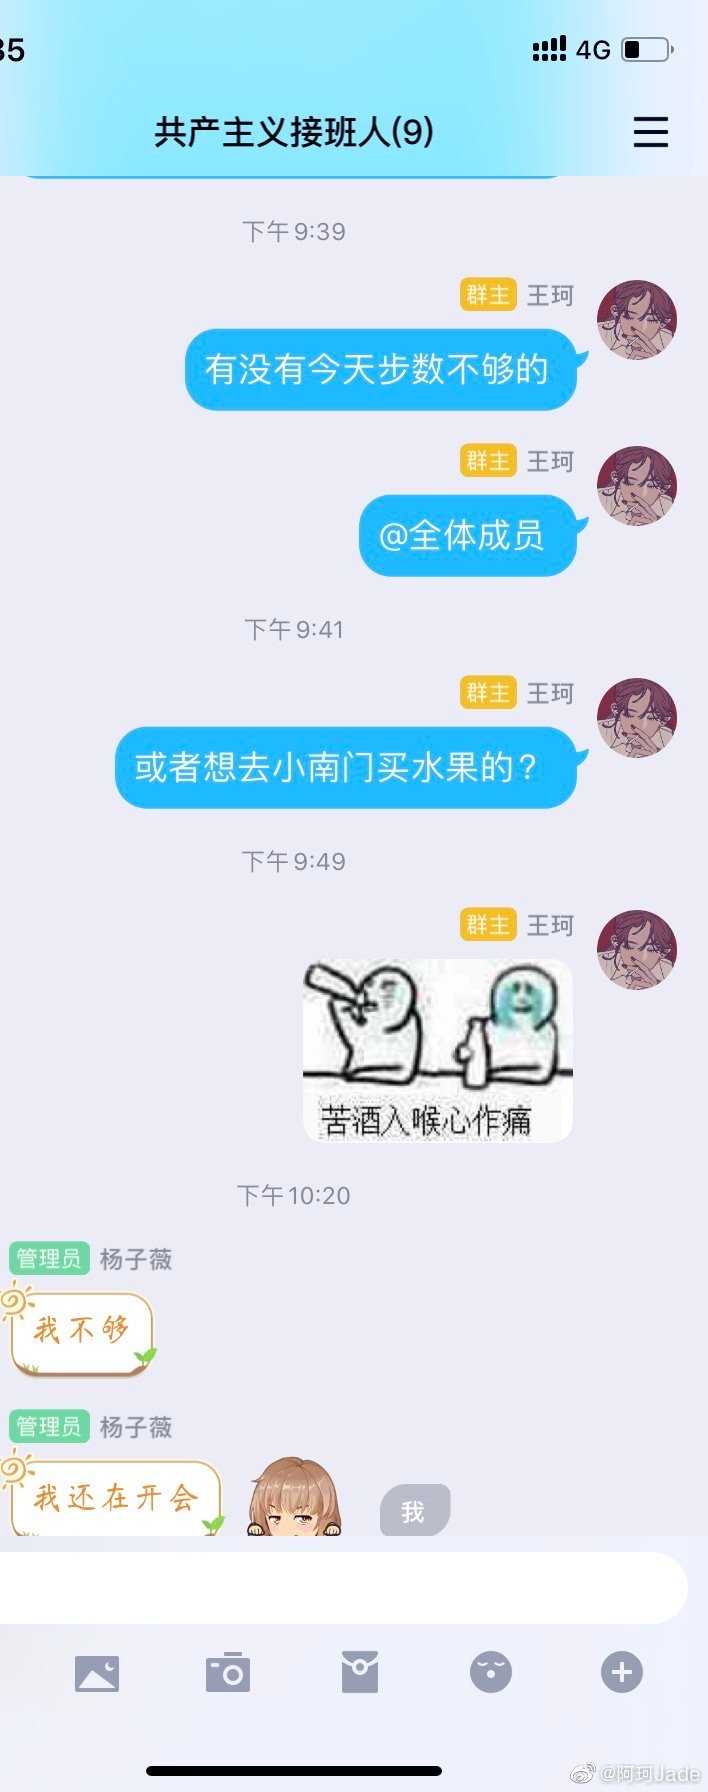 35
4G
共产主义接班人(9)
下午 9:39
群主 王珂
有没有今天步数不够的
群主 王珂
@全体成员
下午 9:41
群主 王珂
或者想去小南门买水果的?
下午 9:49
群主 王珂
苦酒入喉心作痛
下午 10:20
管理员 杨子薇
我不够
管理员 杨子薇
我还在开会
我
@阿珂Jade